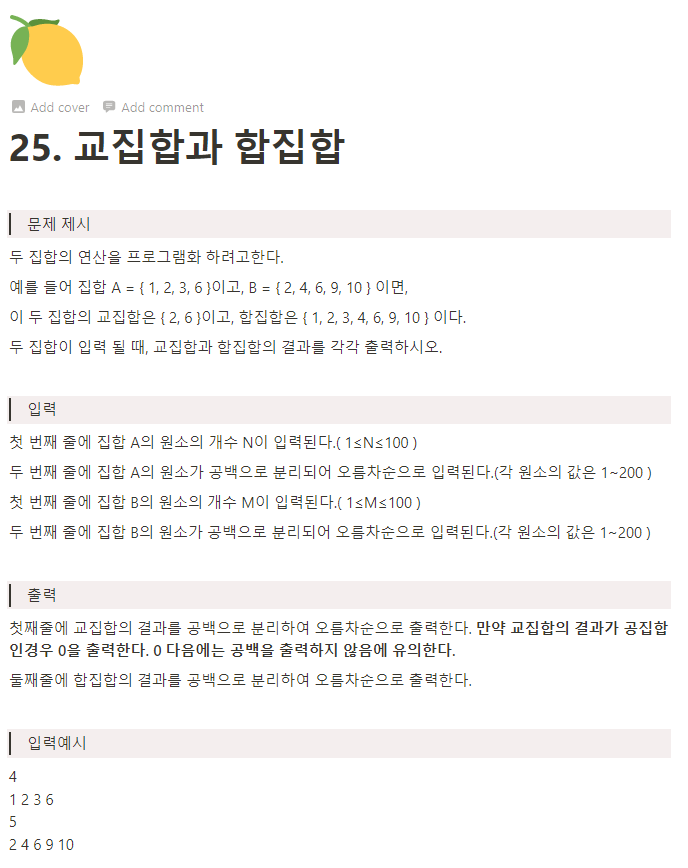 Add cover Add comment
25. 교집합과 합집합
문제 제시
두 집합의 연산을 프로그램화 하려고한다.
예를 들어 집합 A = { 1, 2, 3, 6 }이고, B = { 2, 4, 6, 9, 10 } 이면,
이 두 집합의 교집합은 { 2, 6 }이고, 합집합은 { 1, 2, 3, 4, 6, 9, 10 } 이다.
두 집합이 입력 될 때, 교집합과 합집합의 결과를 각각 출력하시오.
입력
첫 번째 줄에 집합 A의 원소의 개수 N이 입력된다.( 1≤N≤100 )
두 번째 줄에 집합 A의 원소가 공백으로 분리되어 오름차순으로 입력된다.(각 원소의 값은 1~200 )
첫 번째 줄에 집합 B의 원소의 개수 M이 입력된다.( 1≤M≤100 )
두 번째 줄에 집합 B의 원소가 공백으로 분리되어 오름차순으로 입력된다.(각 원소의 값은 1~200 )
출력
첫째줄에 교집합의 결과를 공백으로 분리하여 오름차순으로 출력한다. 만약 교집합의 결과가 공집합
인경우 0을 출력한다. 0 다음에는 공백을 출력하지 않음에 유의한다.
둘째줄에 합집합의 결과를 공백으로 분리하여 오름차순으로 출력한다.
입력예시
4
1 2 3 6
5
2 4 6 9 10